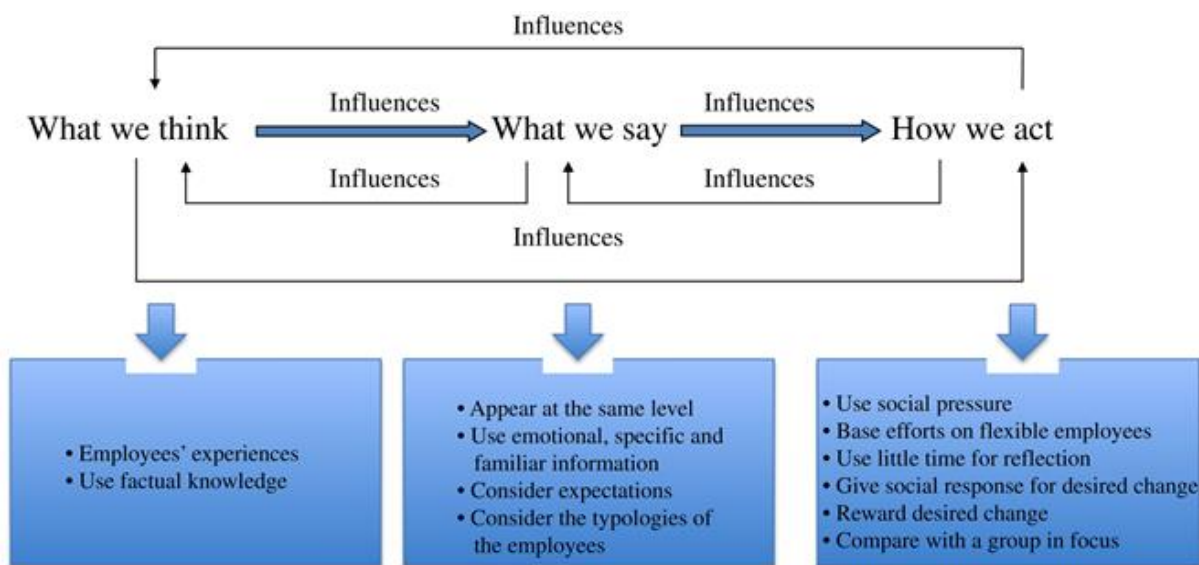 Influences
What we think
Influences
What we say
Influences
How we act
Influences
Influences
Influences
• Employees' experiences
• Use factual knowledge
• Appear at the same level
• Use emotional, specific and
familiar information
• Consider expectations
• Consider the typologies of
the employees
• Use social pressure
• Base efforts on flexible employees
• Use little time for reflection
• Give social response for desired change
• Reward desired change
• Compare with a group in focus